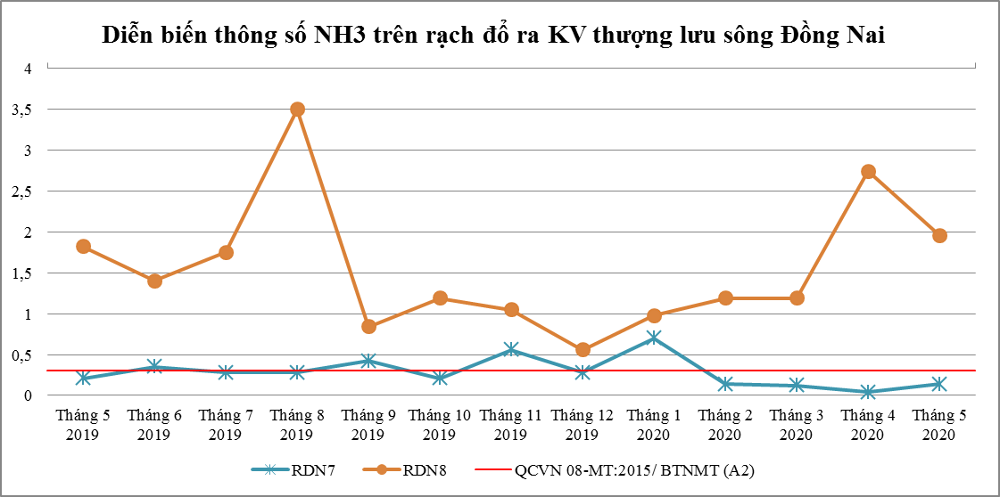 Diễn biến thông số NH3 trên rạch đổ ra KV thượng lưu sông Đồng Nai
4
3,5
3
2,5
2
1,5
1
0,5
0
Tháng 5 Tháng 6 Tháng 7 Tháng 8 Tháng 9 Tháng 10 Tháng 11 Tháng 12 Tháng 1 Tháng 2 Tháng 3 Tháng 4 Tháng 5
2019 2019 2019 2019 2019 2019 2019 2019 2020 2020 2020 2020 2020
RDN7 RDN8 QCVN 08-MT:2015/ BTNMT (A2)